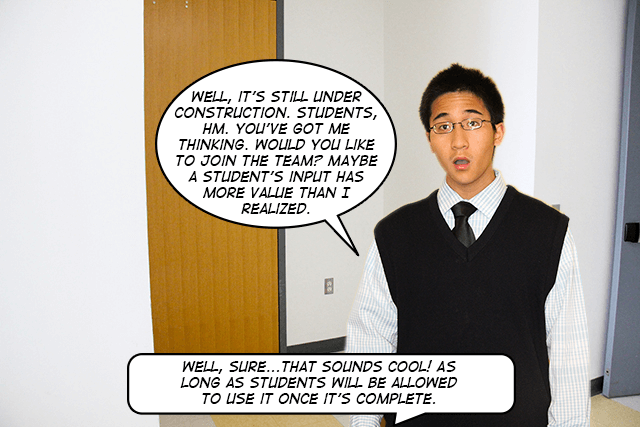 WELL, IT'S STILL UNDER
CONSTRUCTION. STUDENTS,
HM. YOU'VE GOT ME
THINKING. WOULD YOU LIKE
TO JOIN THE TEAM? MAYBE
A STUDENT'S INPUT HAS
MORE VALUE THAN I
REALIZED.
WELL, SURE...THAT SOUNDS COOL! AS
LONG AS STUDENTS WILL BE ALLOWED
TO USE IT ONCE IT'S COMPLETE.